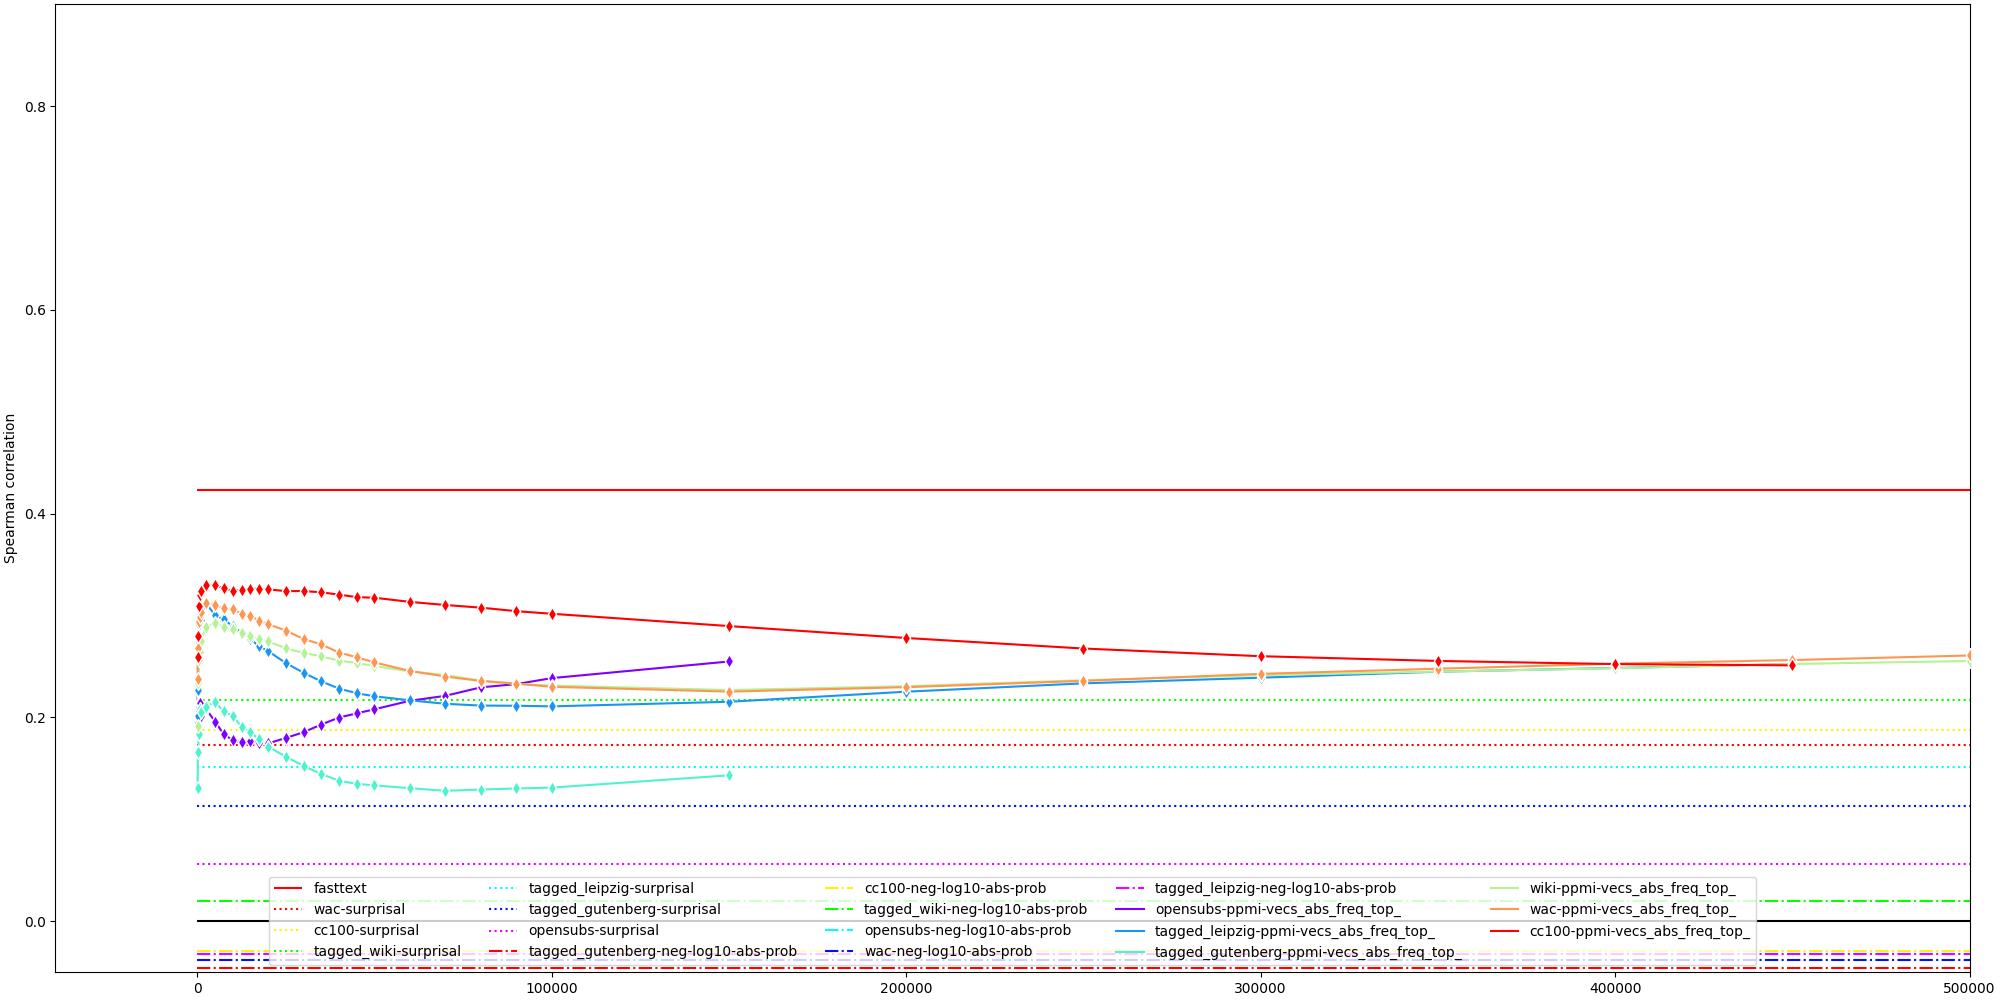 0.8
0.6
0.4
0.2
0.0
Spearman correlation
fasttext
wac-surprisal
cc100-surprisal
tagged_wiki-surprisal
tagged_leipzig-surprisal
tagged_gutenberg-surprisal
opensubs-surprisal
tagged_gutenberg-neg-log10-abs-prob
cc100-neg-log10-abs-prob
tagged_wiki-neg-log10-abs-prob
opensubs-neg-log10-abs-prob
wac-neg-log10-abs-prob
tagged_leipzig-neg-log10-abs-prob
opensubs-ppmi-vecs_abs_freq_top_
tagged_leipzig-ppmi-vecs_abs_freq_top_
tagged_gutenberg-ppmi-vecs_abs_freq_top_
wiki-ppmi-vecs_abs_freq_top_
wac-ppmi-vecs_abs_freq_top_
cc100-ppmi-vecs_abs_freq_top_
0 100000 200000 300000 400000 500000